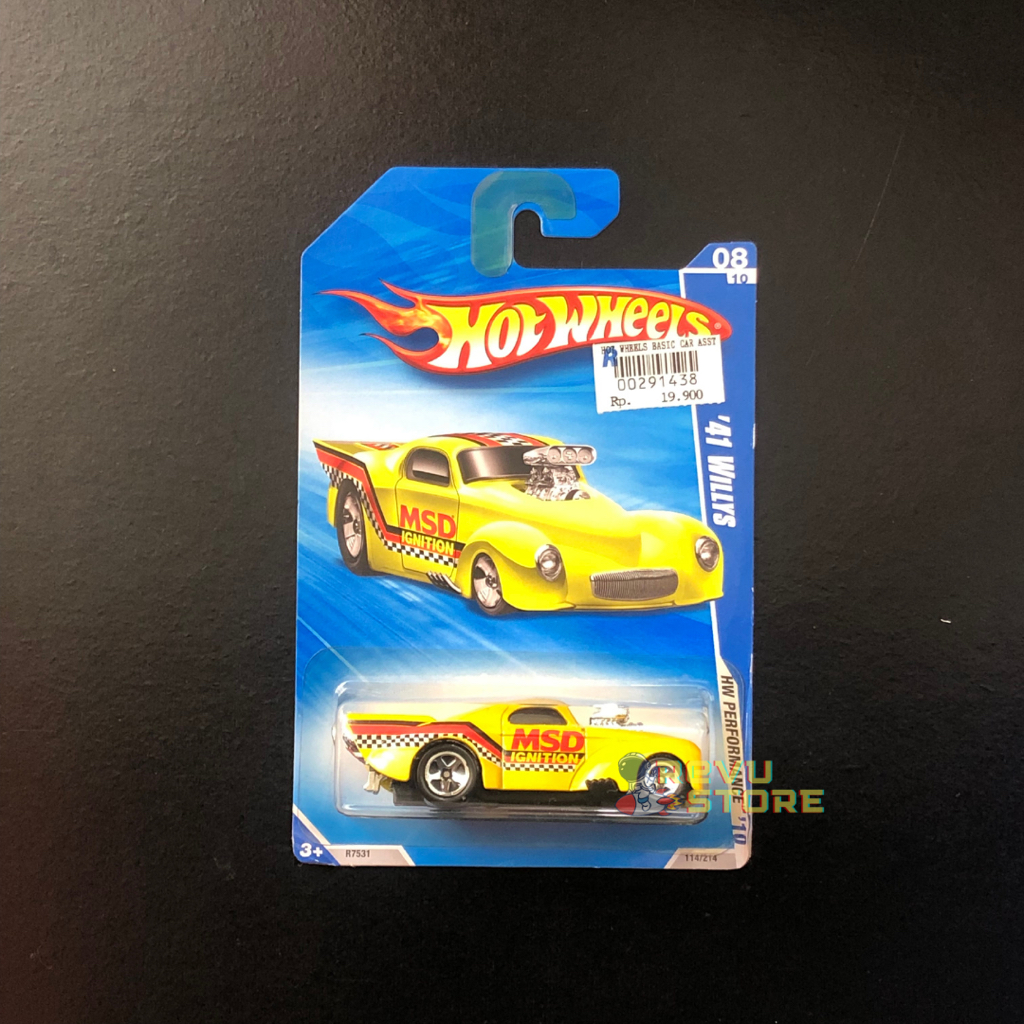 08
10
HOT WHEELS
HOT WHEELS BASIC CAR ASST
R
00291438
Rp. 19.900
'41 WILLYS
MSD
IGNITION
HW PERFORMANCE '10
MSD
IGNITION
Revu
STORE
3+
R7531
114/214